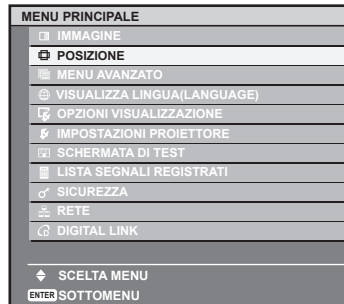 MENU PRINCIPALE
IMMAGINE
POSIZIONE
MENU AVANZATO
VISUALIZZA LINGUA(LANGUAGE)
OPZIONI VISUALIZZAZIONE
IMPOSTAZIONI PROIETTORE
SCHERMATA DI TEST
LISTA SEGNALI REGISTRATI
SICUREZZA
RETE
DIGITAL LINK
SCELTA MENU
ENTER SOTTOMENU